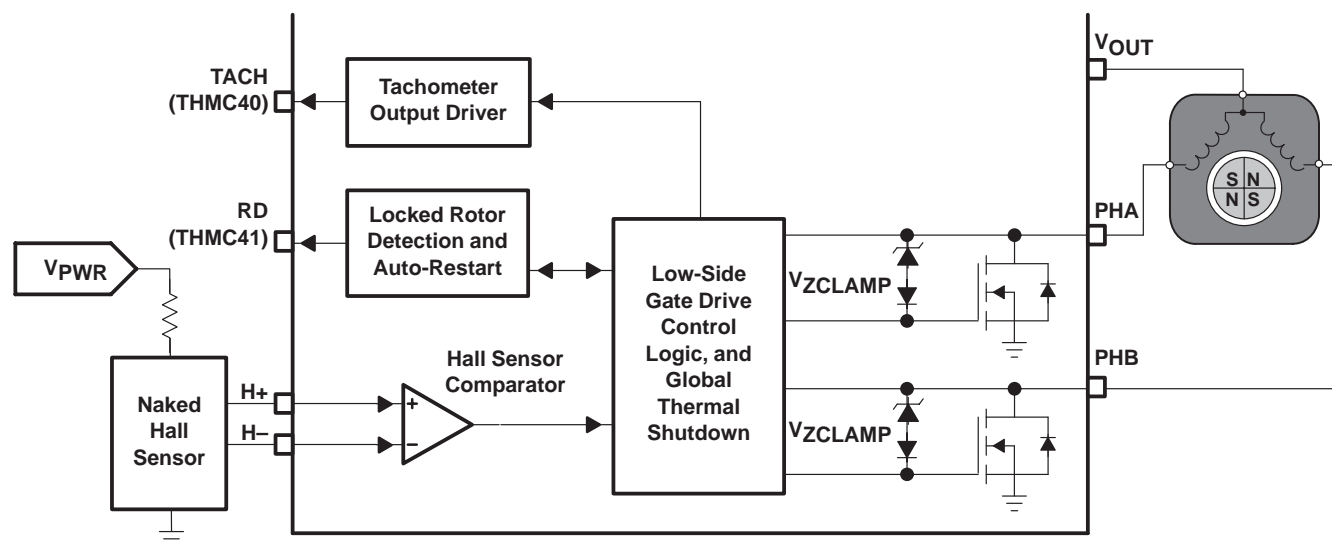 TACH
(THMC40)
Tachometer
Output Driver
VOUT
RD
(THMC41)
Locked Rotor
Detection and
Auto-Restart
VPWR
Naked
Hall
Sensor
H+
H–
Hall Sensor
Comparator
+
–
Low-Side
Gate Drive
Control
Logic, and
Global
Thermal
Shutdown
VZCLAMP
VZCLAMP
PHA
PHB
S N
N S